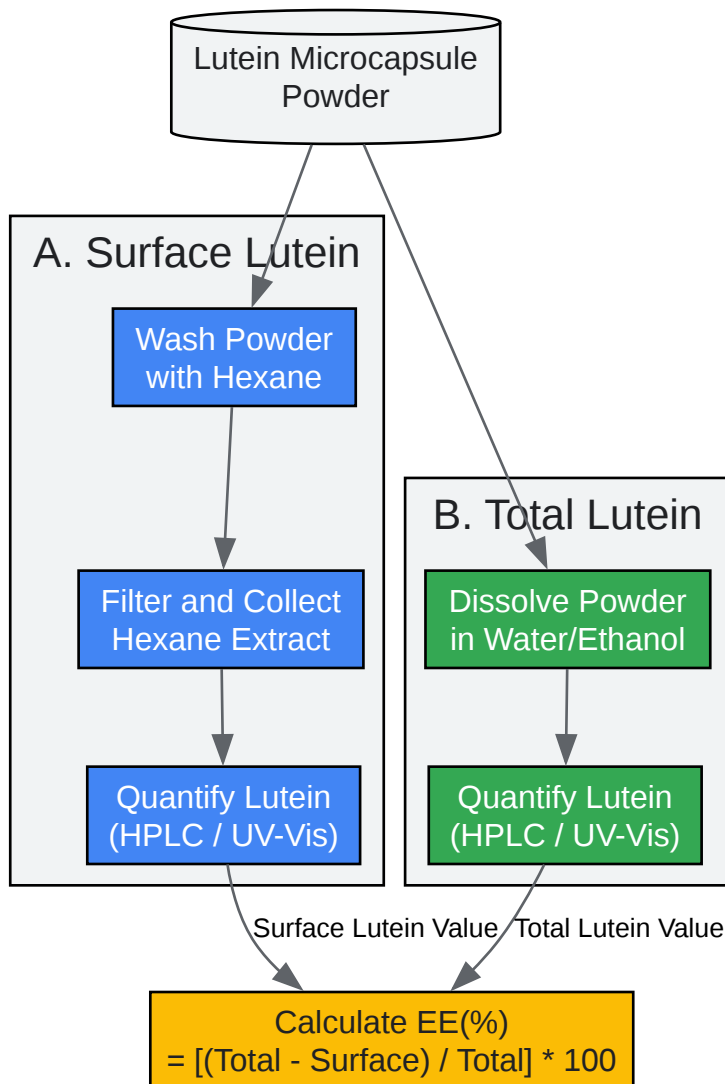 Lutein Microcapsule
Powder
A. Surface Lutein
Wash Powder
with Hexane
Filter and Collect
Hexane Extract
Quantify Lutein
(HPLC / UV-Vis)
B. Total Lutein
Dissolve Powder
in Water/Ethanol
Quantify Lutein
(HPLC / UV-Vis)
Surface Lutein Value
Total Lutein Value
Calculate EE(%)
= [(Total - Surface) / Total] * 100